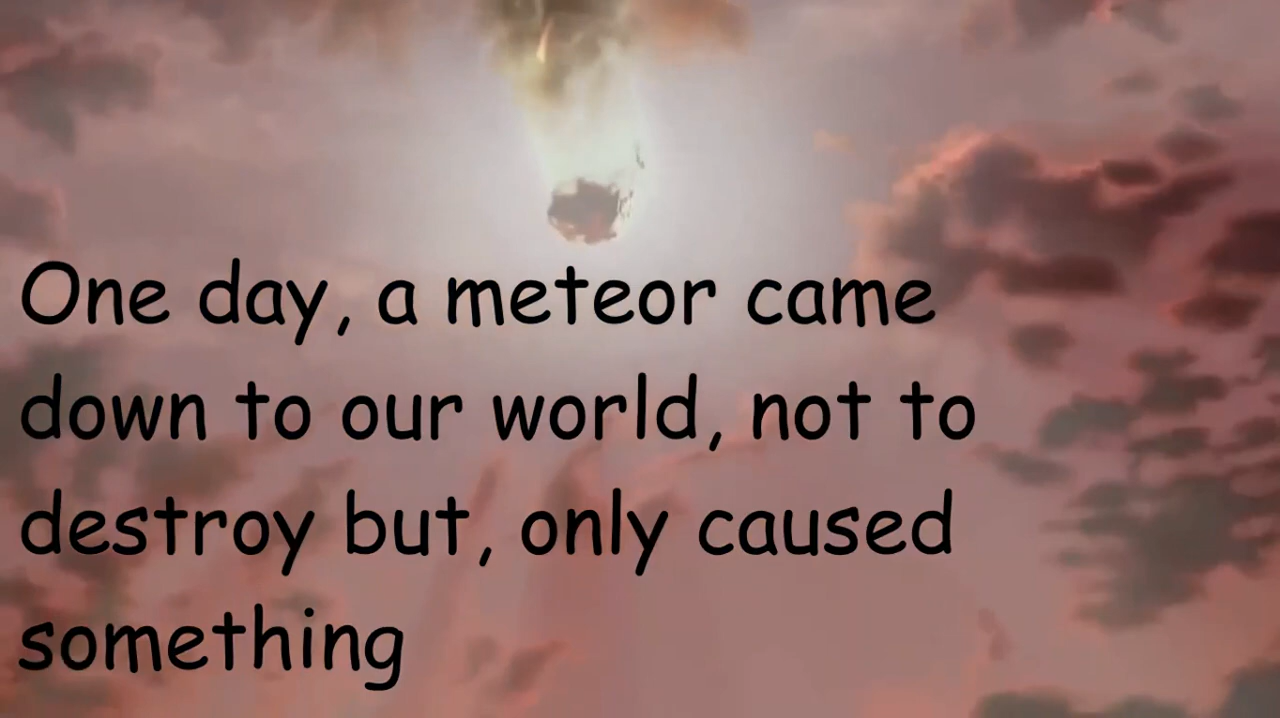 One day, a meteor came
down to our world, not to
destroy but, only caused
something